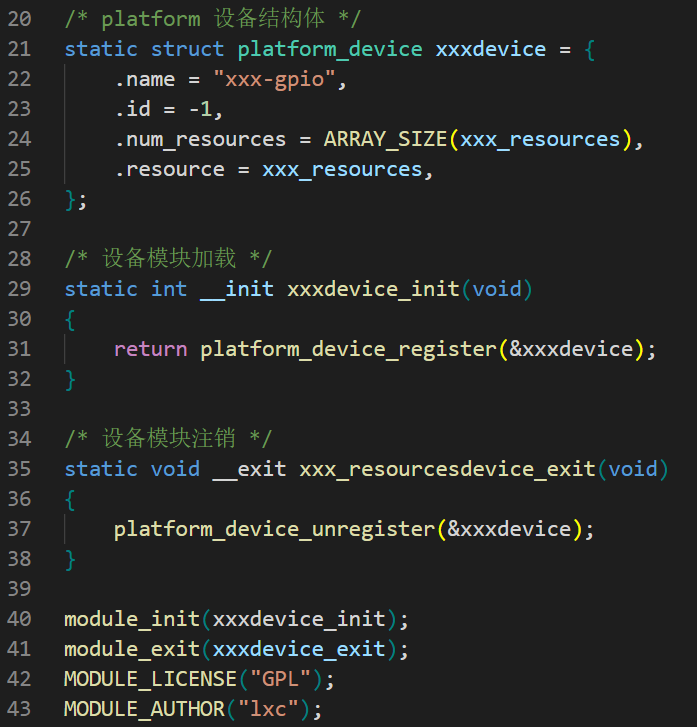 20 /* platform 设备结构体 */
21 static struct platform_device xxxdevice = {
22     .name = "xxx-gpio",
23     .id = -1,
24     .num_resources = ARRAY_SIZE(xxx_resources),
25     .resource = xxx_resources,
26 };
27
28 /* 设备模块加载 */
29 static int __init xxxdevice_init(void)
30 {
31     return platform_device_register(&xxxdevice);
32 }
33
34 /* 设备模块注销 */
35 static void __exit xxx_resourcesdevice_exit(void)
36 {
37     platform_device_unregister(&xxxdevice);
38 }
39
40 module_init(xxxdevice_init);
41 module_exit(xxxdevice_exit);
42 MODULE_LICENSE("GPL");
43 MODULE_AUTHOR("lxc");